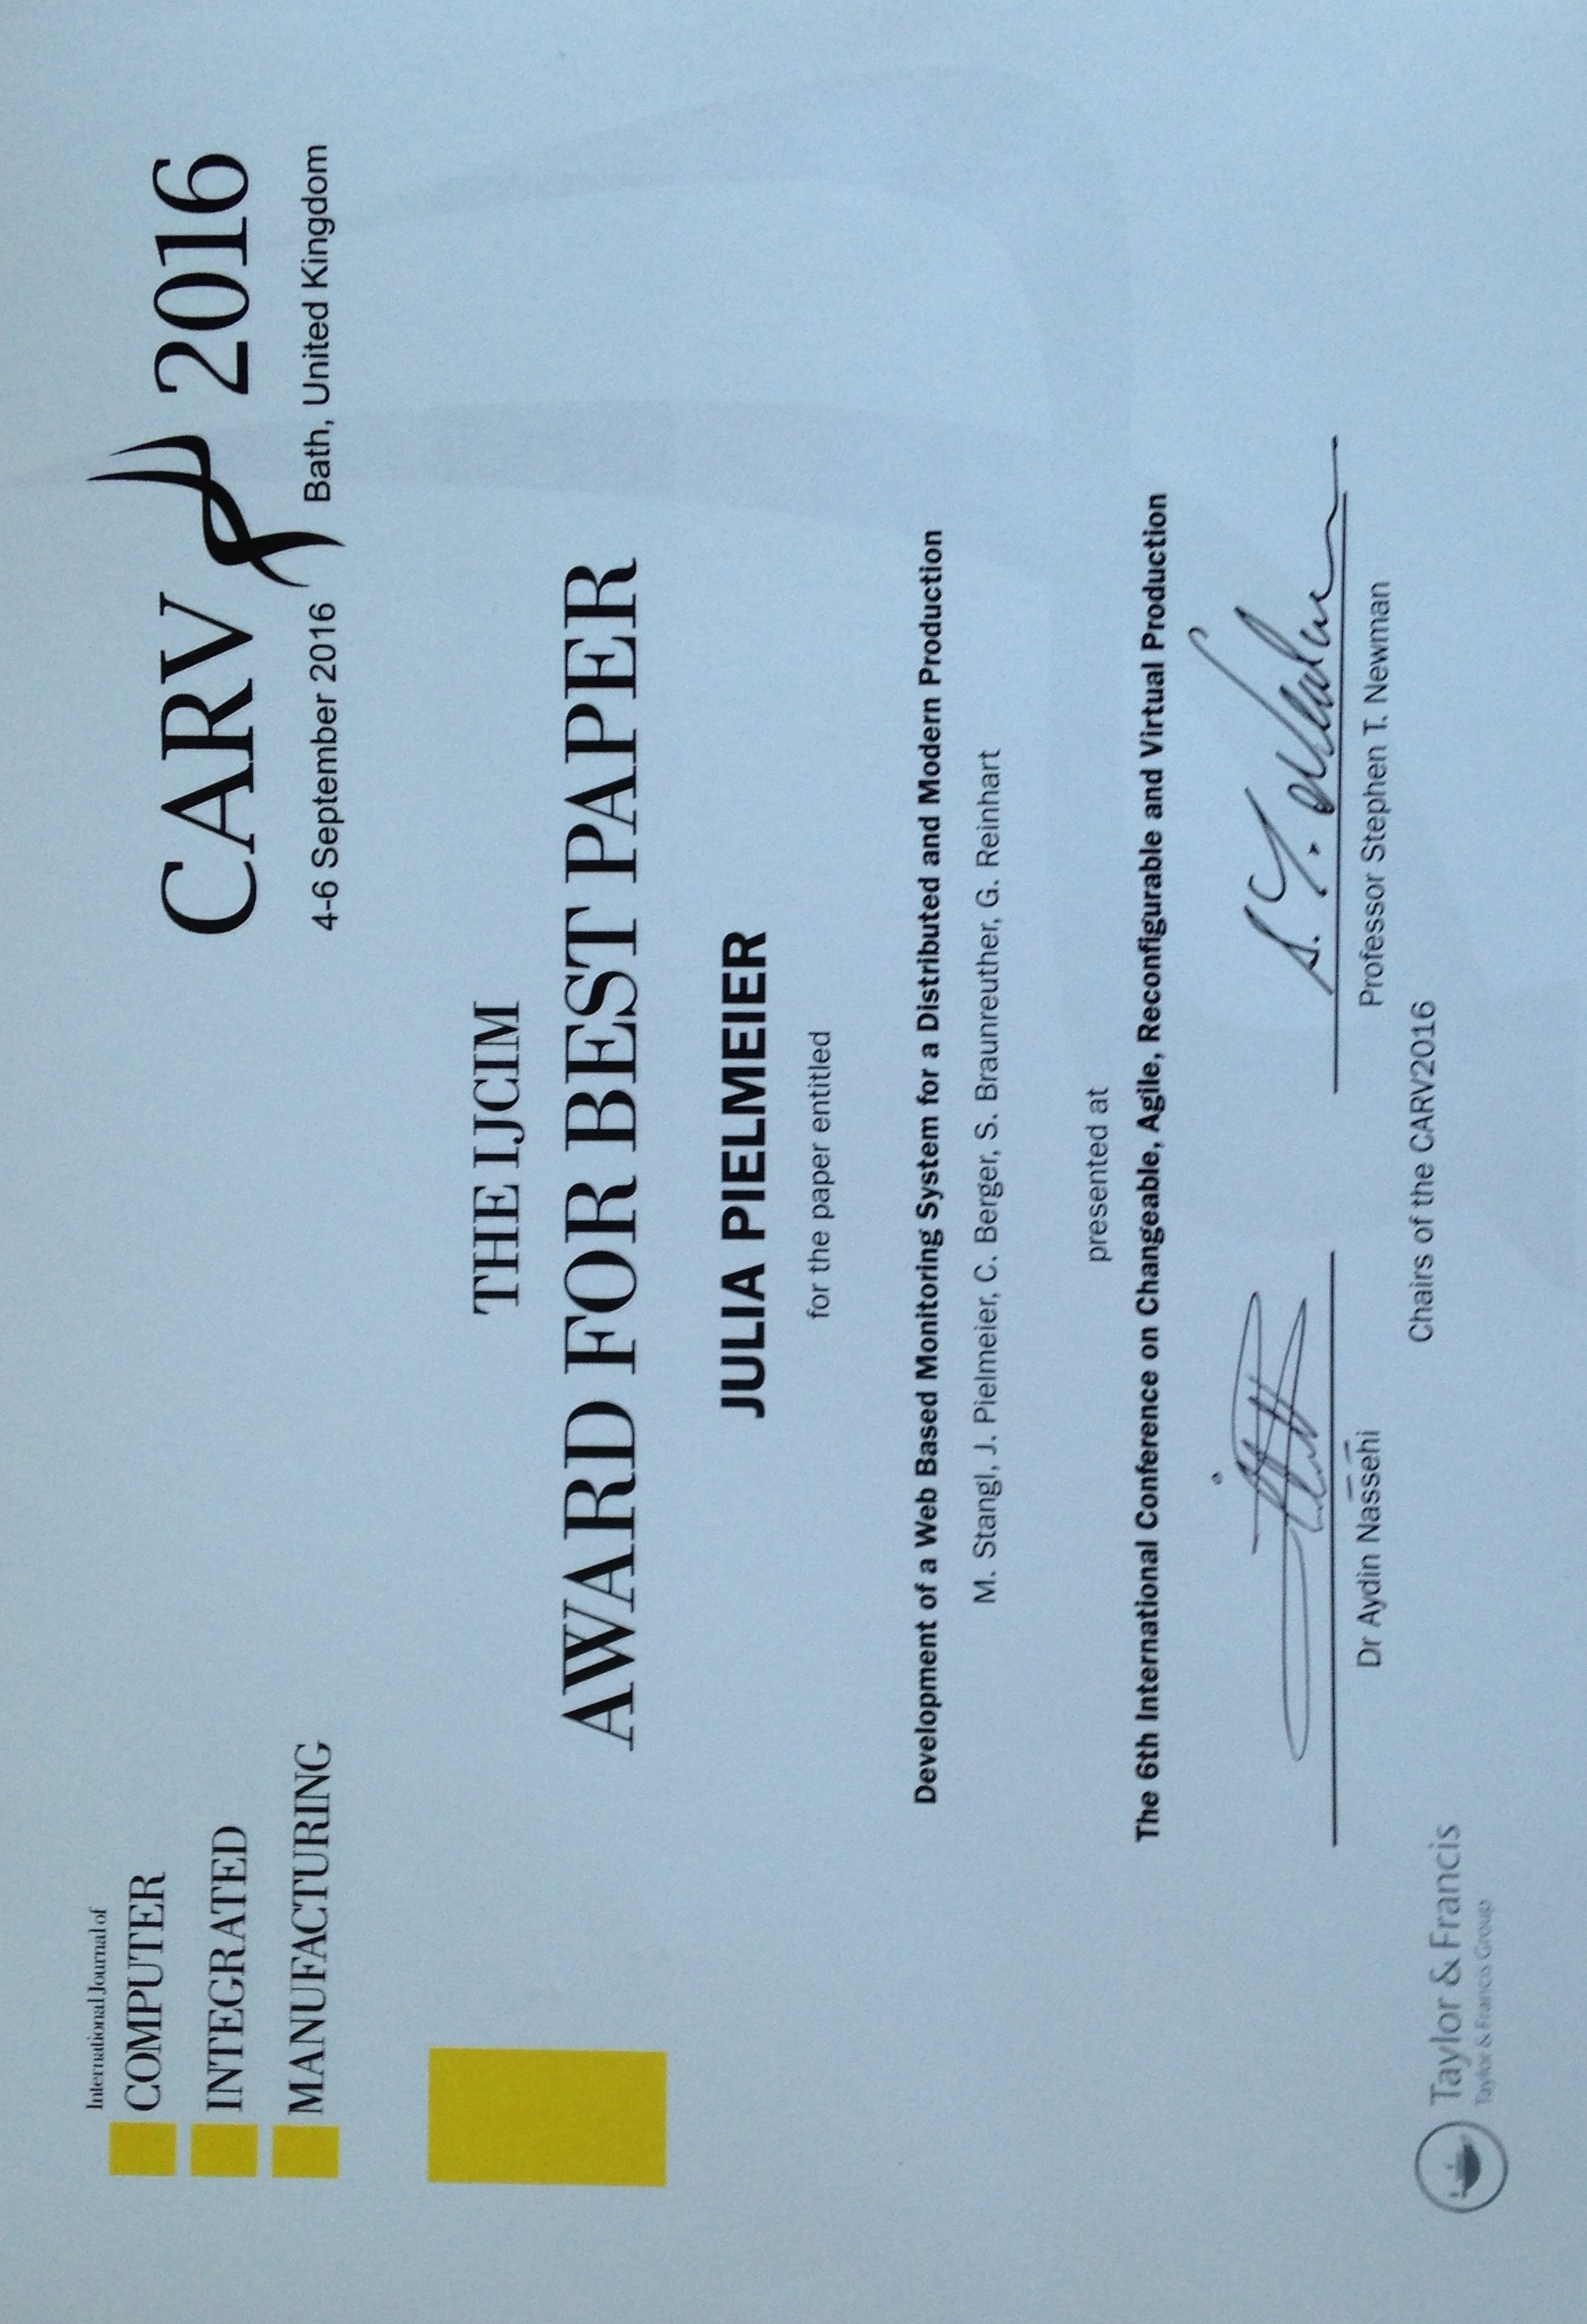 International Journal of
COMPUTER
INTEGRATED
MANUFACTURING
CARV 2016
4-6 September 2016 Bath, United Kingdom
THE IJCIM
AWARD FOR BEST PAPER
JULIA PIELMEIER
for the paper entitled
Development of a Web Based Monitoring System for a Distributed and Modern Production
M. Stangl, J. Pielmeier, C. Berger, S. Braunreuther, G. Reinhart
presented at
The 6th International Conference on Changeable, Agile, Reconfigurable and Virtual Production
S. T. Newman
Dr Aydin Nassehi
Professor Stephen T. Newman
Chairs of the CARV2016
Taylor & Francis
Taylor & Francis Group